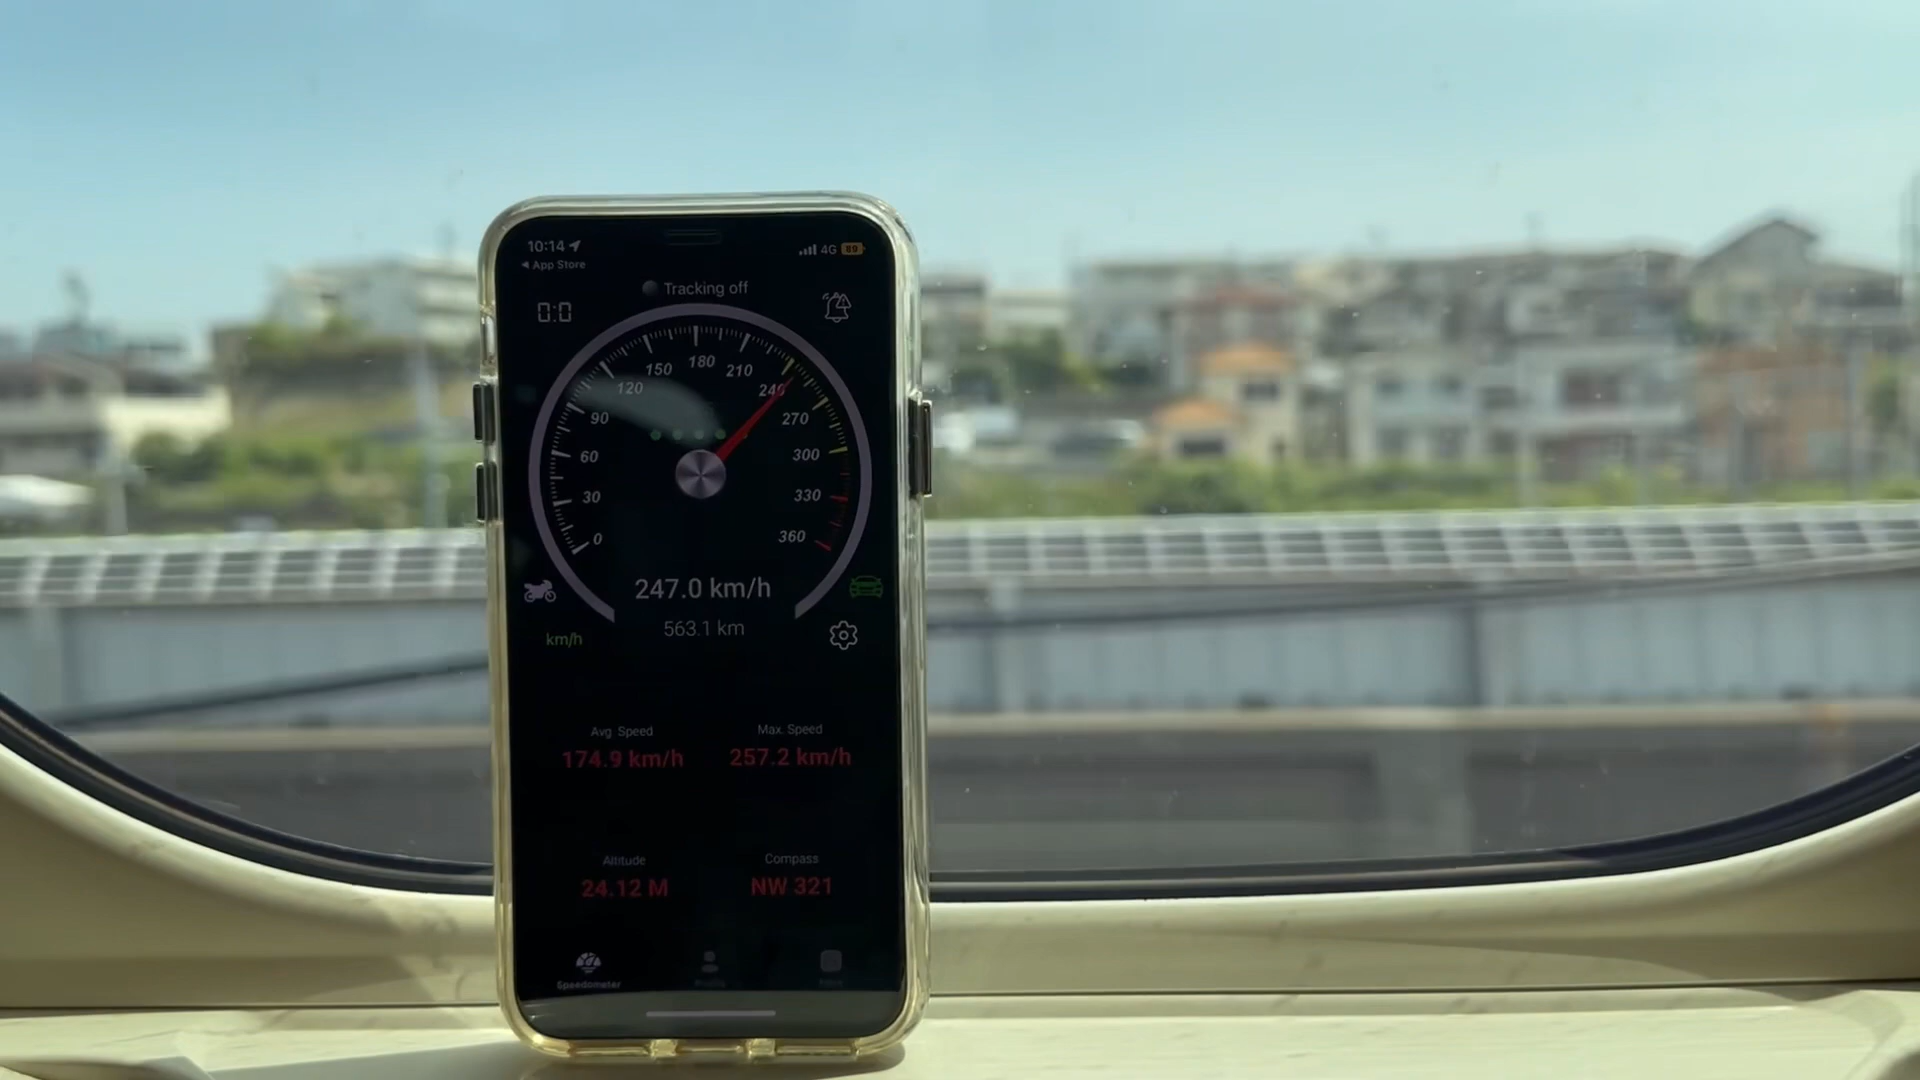 10:14
4G 89
App Store
Tracking off
0:0
0
30
60
90
120
150
180
210
240
270
300
330
360
247.0 km/h
563.1 km
km/h
Avg Speed
Max. Speed
174.9 km/h
257.2 km/h
Altitude
Compass
24.12 M
NW 321
Speedometer
Profile